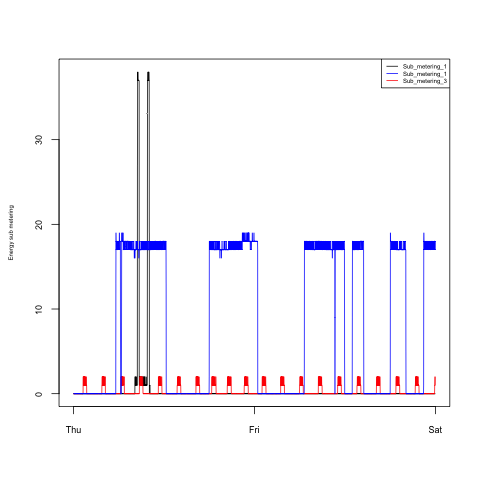 Sub_metering_1
Sub_metering_1
Sub_metering_3
Energy sub metering
30
20
10
0
Thu
Fri
Sat